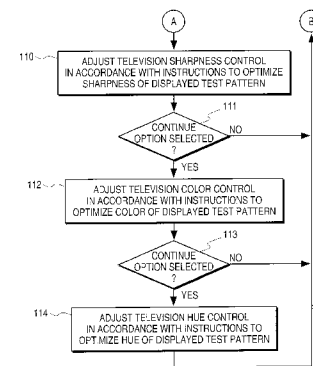 A
B
110
ADJUST TELEVISION SHARPNESS CONTROL
IN ACCORDANCE WITH INSTRUCTIONS TO OPTIMIZE
SHARPNESS OF DISPLAYED TEST PATTERN
111
CONTINUE
OPTION SELECTED
?
NO
YES
112
ADJUST TELEVISION COLOR CONTROL
IN ACCORDANCE WITH INSTRUCTIONS TO
OPTIMIZE COLOR OF DISPLAYED TEST PATTERN
113
CONTINUE
OPTION SELECTED
?
NO
YES
114
ADJUST TELEVISION HUE CONTROL
IN ACCORDANCE WITH INSTRUCTIONS TO
OPTIMIZE HUE OF DISPLAYED TEST PATTERN